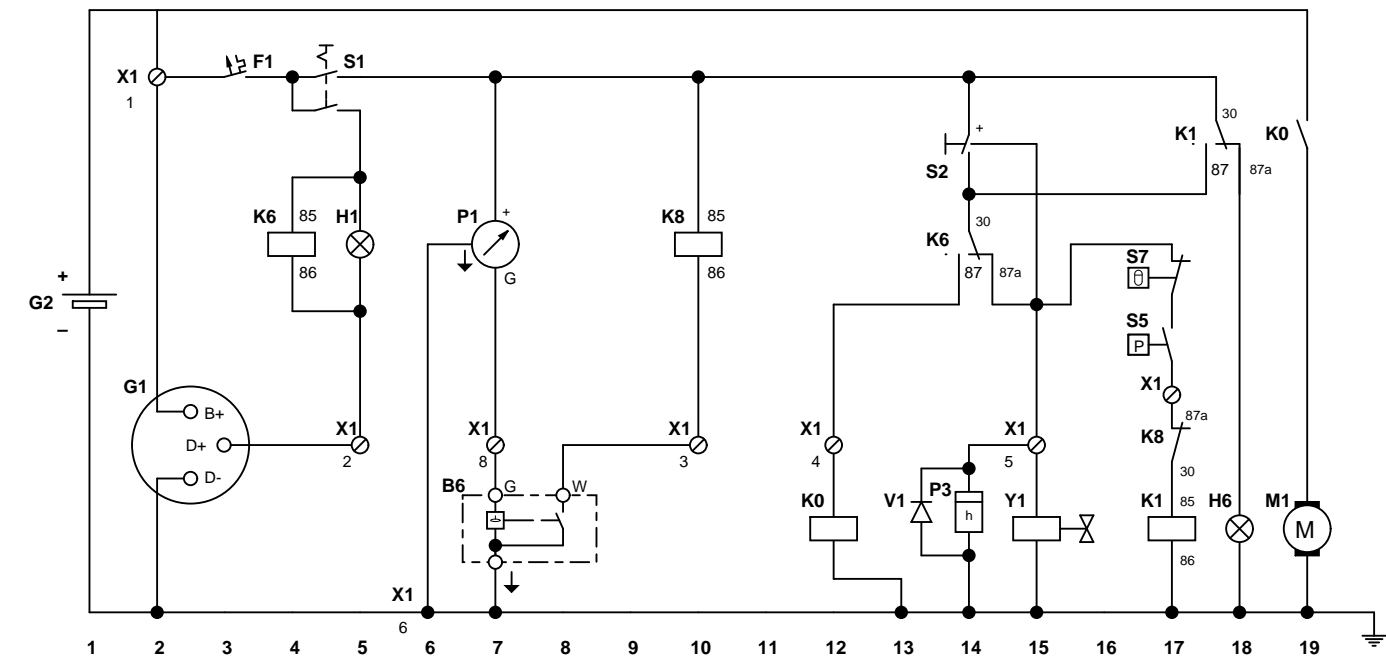 F1 S1
X1
1
+
30
K1 K0
S2 87 87a
K6 85 H1 P1 + K8 85
30
86 G 86
K6 87 87a
S7
θ
+
G2
–
S5
P
G1
B+
X1
87a
D+ X1 X1 X1 X1 X1 K8
2 8 3 4 5
D-
30
B6 G W K0 V1 P3 Y1 K1 85 H6 M1
h M
86
X1
6
1 2 3 4 5 6 7 8 9 10 11 12 13 14 15 16 17 18 19